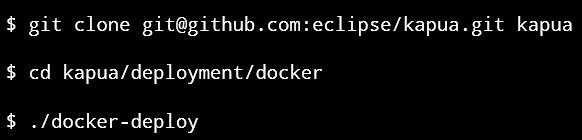 $ git clone git@github.com:eclipse/kapua.git kapua
$ cd kapua/deployment/docker
$ ./docker-deploy